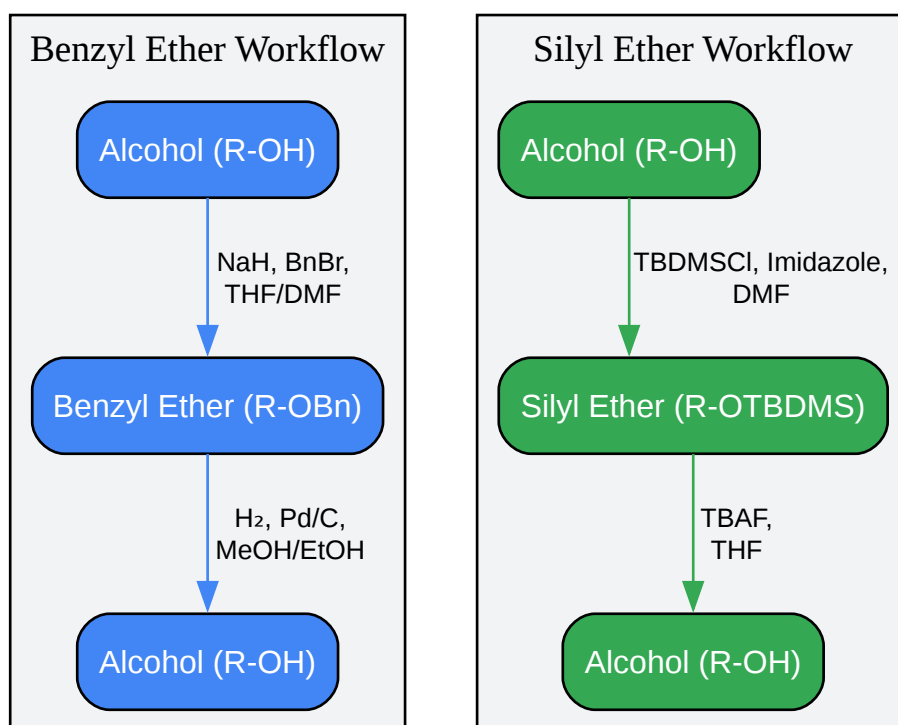 Benzyl Ether Workflow
Alcohol (R-OH)
NaH, BnBr,
THF/DMF
Benzyl Ether (R-OBn)
H₂, Pd/C,
MeOH/EtOH
Alcohol (R-OH)
Silyl Ether Workflow
Alcohol (R-OH)
TBDMSCl, Imidazole,
DMF
Silyl Ether (R-OTBDMS)
TBAF,
THF
Alcohol (R-OH)